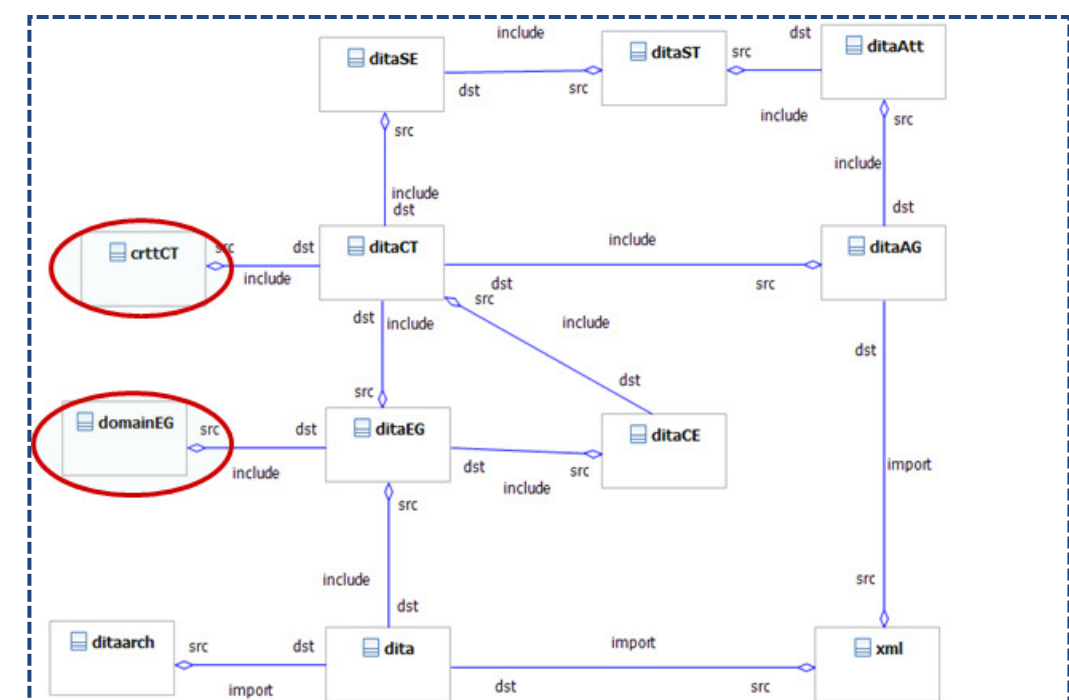 include
dst
ditaSE
ditaST
src
ditaAtt
dst
src
include
src
src
include
include
dst
dst
src
dst
ditaCT
include
ditaAG
crttCT
include
dst
src
src
dst
include
include
dst
dst
src
domainEG
src
dst
ditaEG
ditaCE
include
dst
src
include
import
src
include
src
dst
ditaarch
src
dst
dita
import
xml
import
dst
src